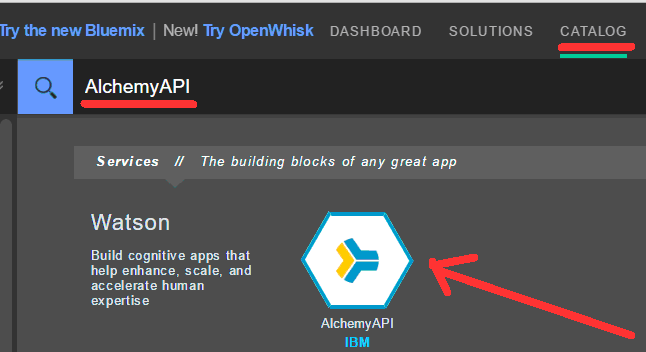 Try the new Bluemix | New! Try OpenWhisk DASHBOARD SOLUTIONS CATALOG
AlchemyAPI
Services // The building blocks of any great app
Watson
Build cognitive apps that
help enhance, scale, and
accelerate human
expertise
AlchemyAPI
IBM